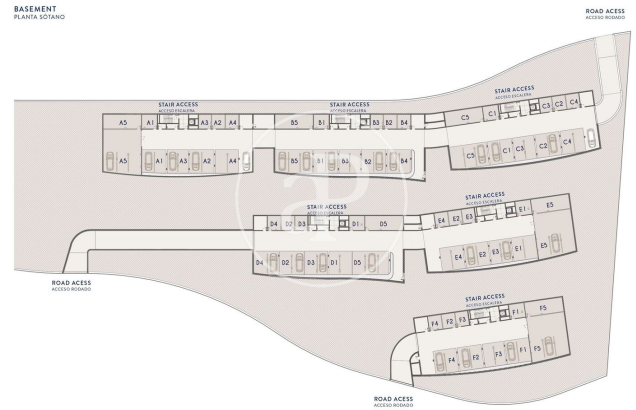 BASEMENT
PLANTA SÓTANO
ROAD ACESS
ACCESO RODADO
STAIR ACCESS
ACCESO ESCALERA
A5 A1 A3 A2 A4
A5 A1 A3 A2 A4
STAIR ACCESS
ACCESO ESCALERA
B5 B1 B3 B2 B4
B5 B1 B3 B2 B4
STAIR ACCESS
ACCESO ESCALERA
C5 C1 C3 C2 C4
C5 C1 C3 C2 C4
STAIR ACCESS
ACCESO ESCALERA
D4 D2 D3 D1 D5
D4 D2 D3 D1 D5
STAIR ACCESS
ACCESO ESCALERA
E4 E2 E3 E1 E5
E4 E2 E3 E1 E5
ROAD ACESS
ACCESO RODADO
STAIR ACCESS
ACCESO ESCALERA
F4 F2 F3 F1 F5
F4 F2 F3 F1 F5
ROAD ACESS
ACCESO RODADO
aP